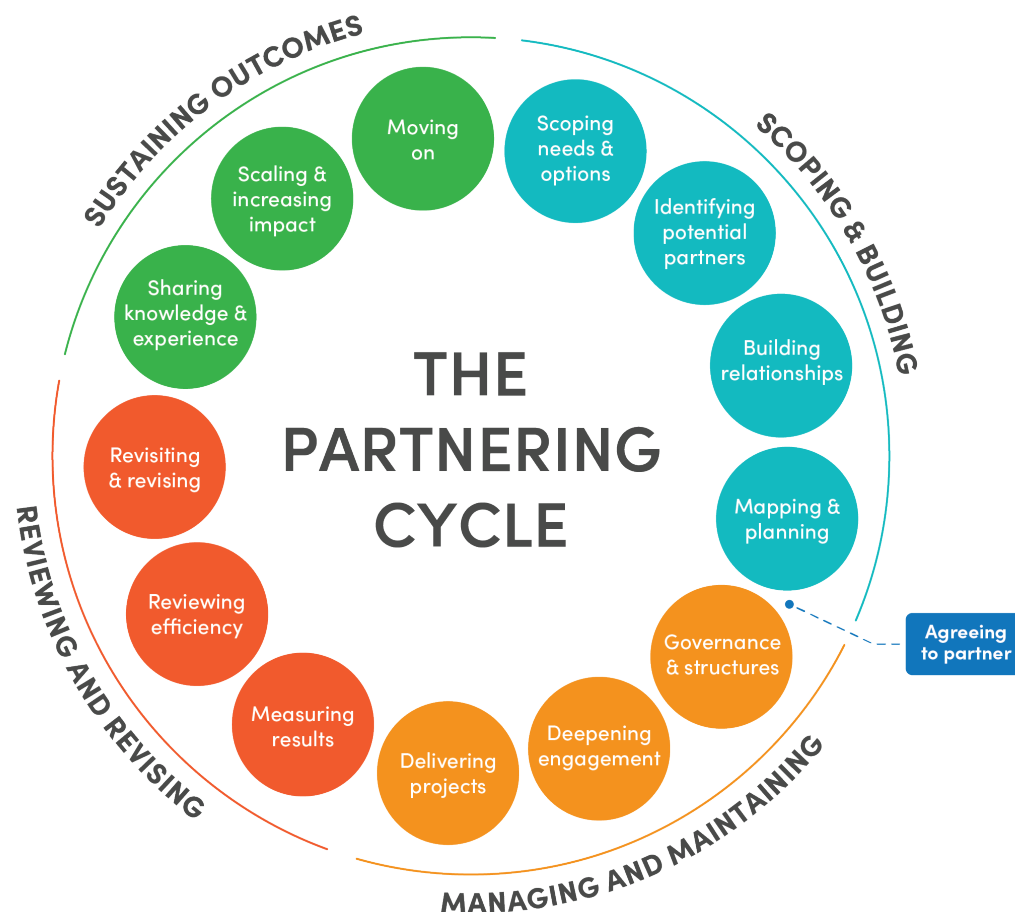 THE
PARTNERING
CYCLE
SCOPING & BUILDING
Scoping
needs &
options
Identifying
potential
partners
Building
relationships
Mapping &
planning
Agreeing
to partner
MANAGING AND MAINTAINING
Governance
& structures
Deepening
engagement
Delivering
projects
REVIEWING AND REVISING
Measuring
results
Reviewing
efficiency
Revisiting
& revising
SUSTAINING OUTCOMES
Sharing
knowledge &
experience
Scaling &
increasing
impact
Moving
on